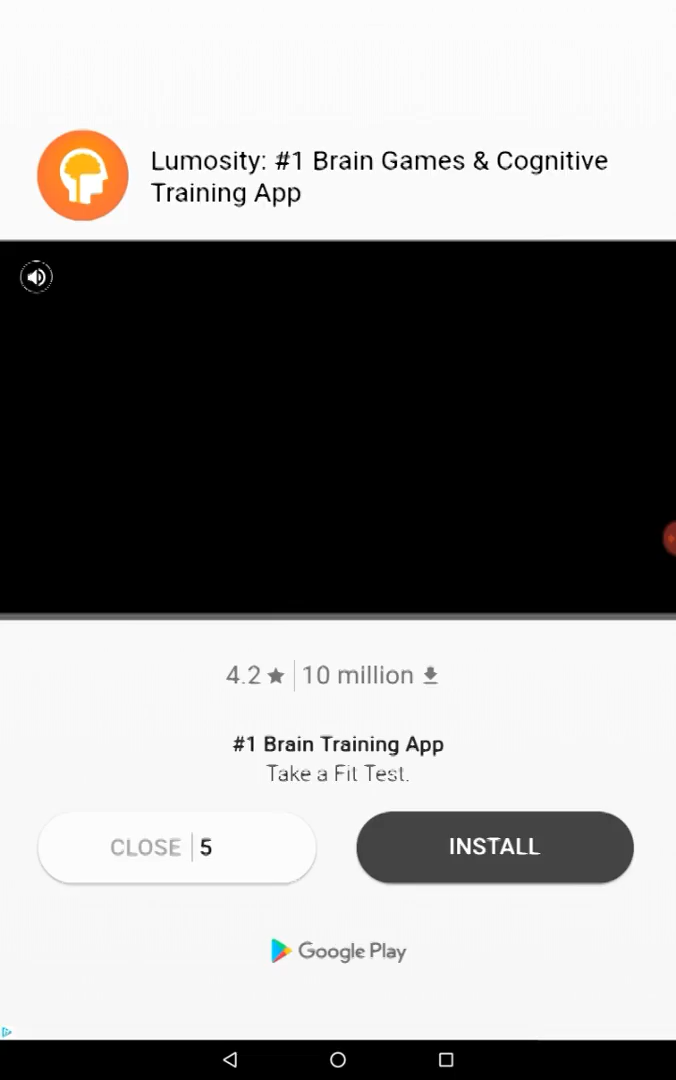 Lumosity: #1 Brain Games & Cognitive
Training App
4.2 | 10 million
#1 Brain Training App
Take a Fit Test.
CLOSE | 5
INSTALL
Google Play